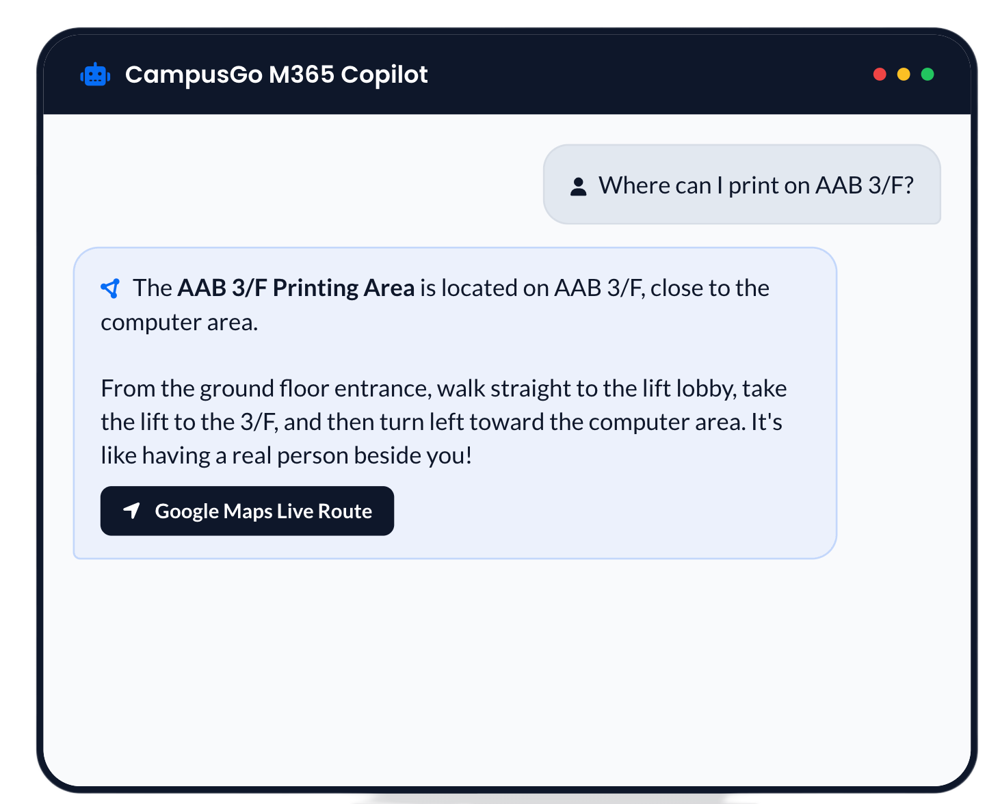 CampusGo M365 Copilot
Where can I print on AAB 3/F?
The AAB 3/F Printing Area is located on AAB 3/F, close to the
computer area.
From the ground floor entrance, walk straight to the lift lobby, take
the lift to the 3/F, and then turn left toward the computer area. It's
like having a real person beside you!
Google Maps Live Route